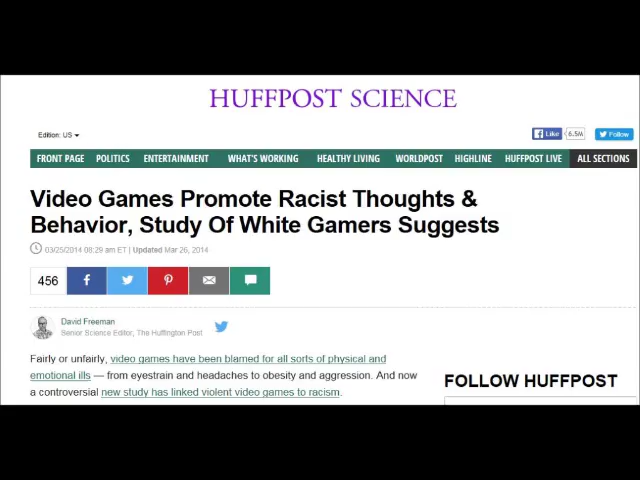 HUFFPOST SCIENCE
Edition: US
Like
6.5M
Follow
FRONT PAGE POLITICS ENTERTAINMENT WHAT'S WORKING HEALTHY LIVING WORLDPOST HIGHLINE HUFFPOST LIVE ALL SECTIONS
Video Games Promote Racist Thoughts &
Behavior, Study Of White Gamers Suggests
03/25/2014 08:29 am ET | Updated Mar 26, 2014
456
David Freeman
Senior Science Editor, The Huffington Post
Fairly or unfairly, video games have been blamed for all sorts of physical and
emotional ills — from eyestrain and headaches to obesity and aggression. And now
a controversial new study has linked violent video games to racism.
FOLLOW HUFFPOST